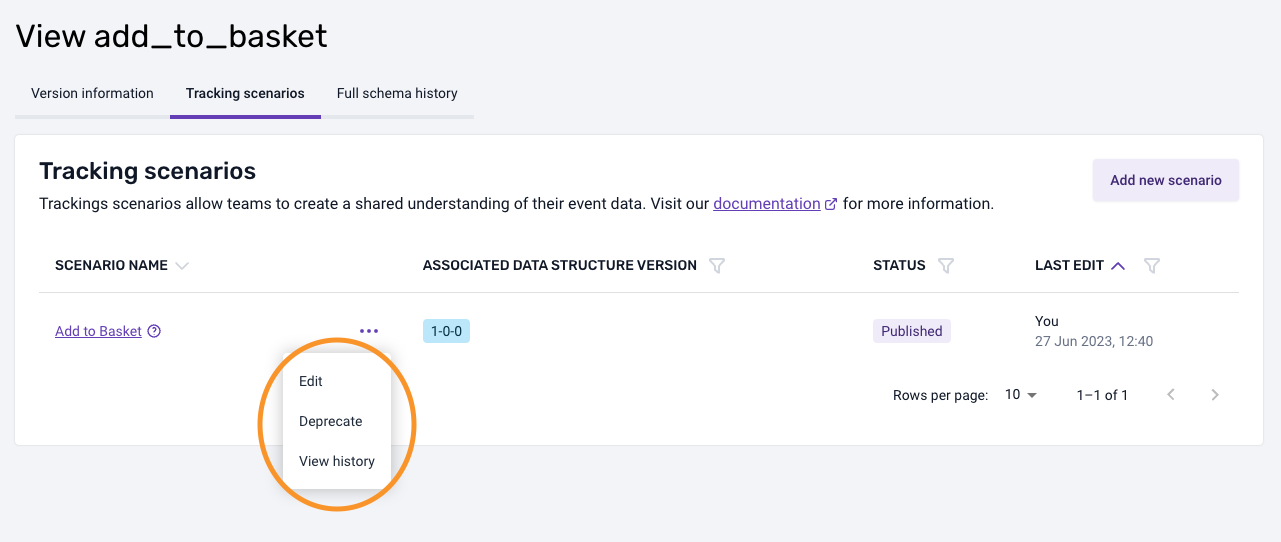 View add_to_basket
Version information Tracking scenarios Full schema history
Tracking scenarios
Add new scenario
Trackings scenarios allow teams to create a shared understanding of their event data. Visit our documentation for more information.
SCENARIO NAME ASSOCIATED DATA STRUCTURE VERSION STATUS LAST EDIT
Add to Basket ••• 1-0-0 Published You
27 Jun 2023, 12:40
Edit
Rows per page: 10 1–1 of 1
Deprecate
View history